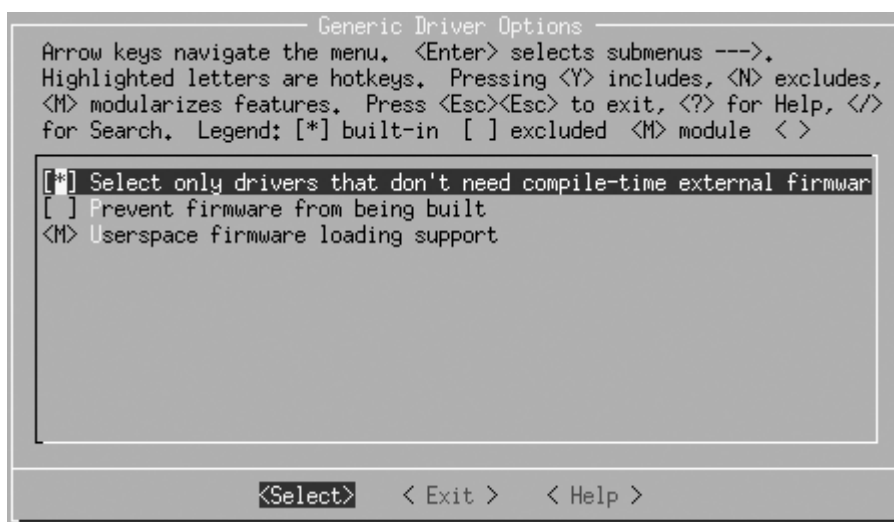 Generic Driver Options
Arrow keys navigate the menu. <Enter> selects submenus --->.
Highlighted letters are hotkeys. Pressing <Y> includes, <N> excludes,
<M> modularizes features. Press <Esc><Esc> to exit, <?> for Help, </>
for Search. Legend: [*] built-in [ ] excluded <M> module < >
[*] Select only drivers that don't need compile-time external firmwar
[ ] Prevent firmware from being built
<M> Userspace firmware loading support
<Select> < Exit > < Help >